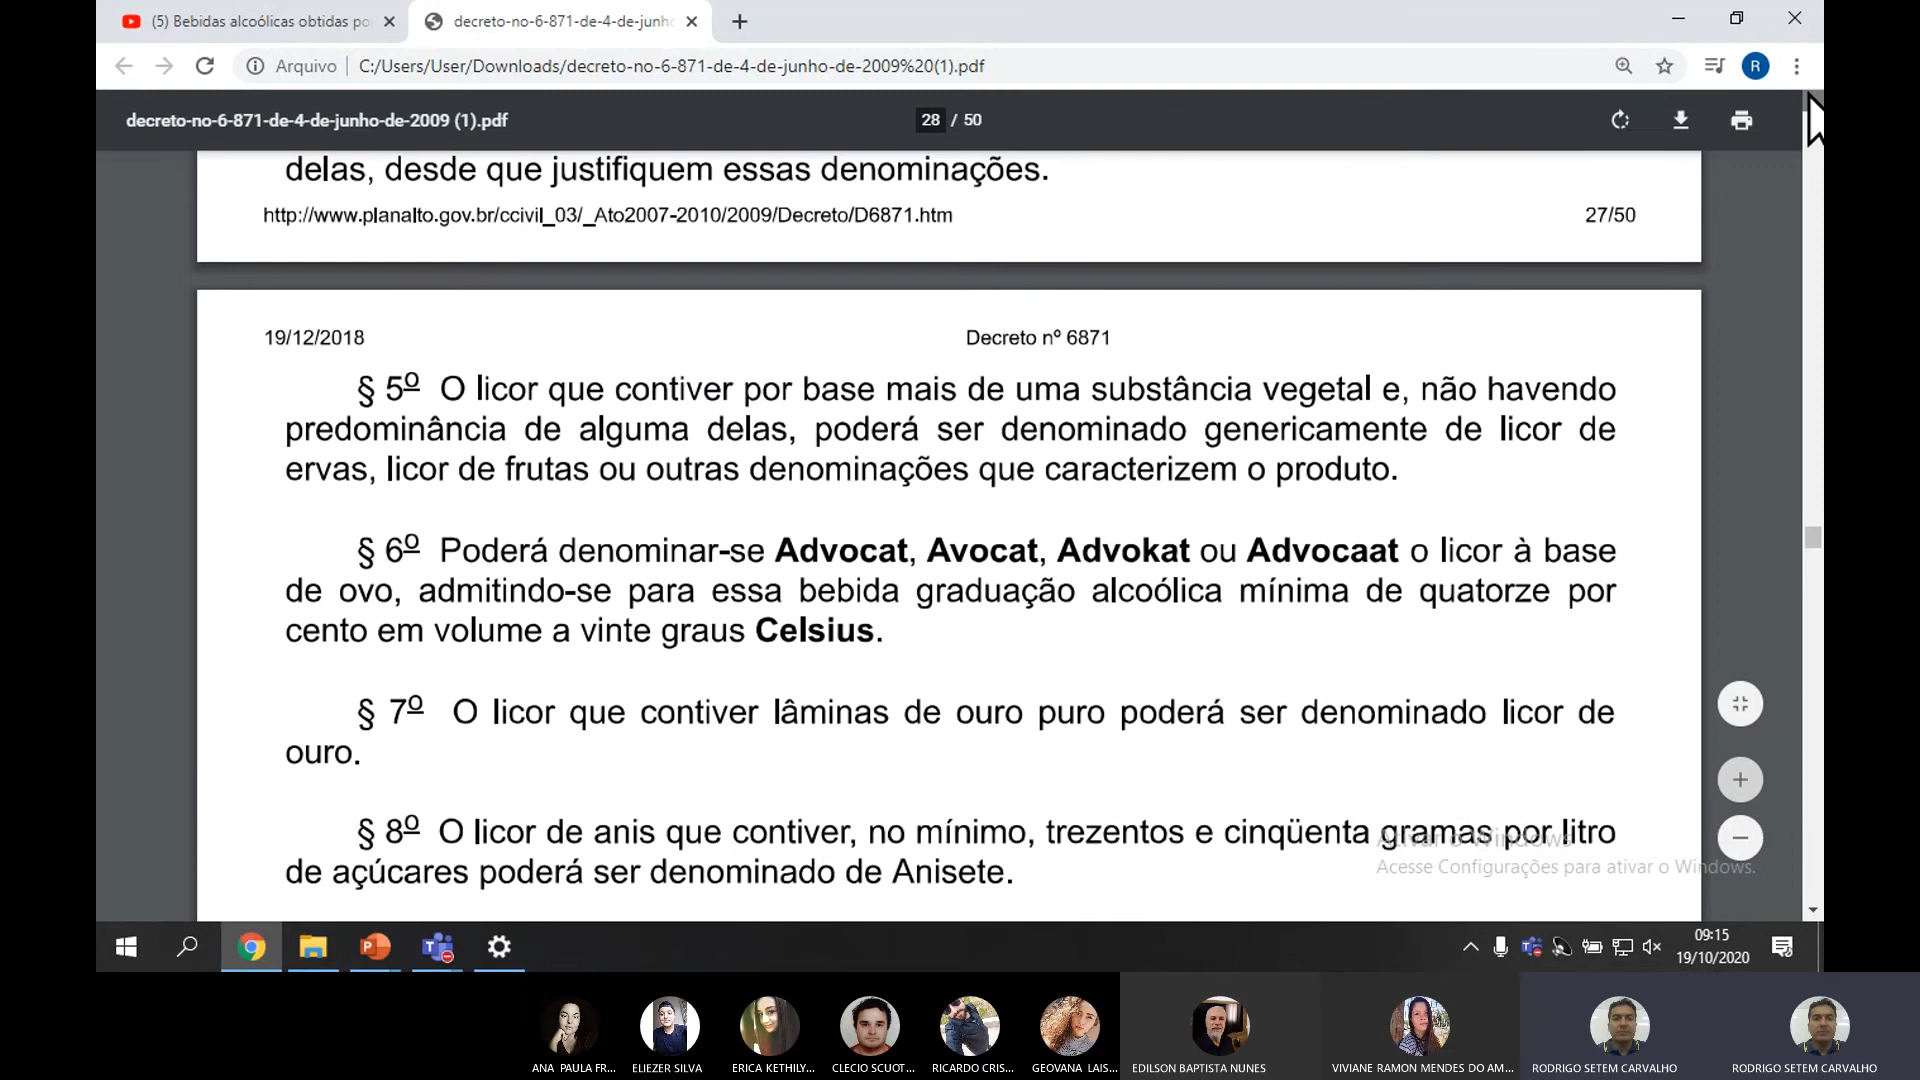 (5) Bebidas alcoólicas obtidas po
decreto-no-6-871-de-4-de-junho
Arquivo C:/Users/User/Downloads/decreto-no-6-871-de-4-de-junho-de-2009%20(1).pdf
R
decreto-no-6-871-de-4-de-junho-de-2009 (1).pdf
28 / 50
delas, desde que justifiquem essas denominações.
http://www.planalto.gov.br/ccivil_03/_Ato2007-2010/2009/Decreto/D6871.htm 27/50
19/12/2018 Decreto nº 6871
§ 5º O licor que contiver por base mais de uma substância vegetal e, não havendo
predominância de alguma delas, poderá ser denominado genericamente de licor de
ervas, licor de frutas ou outras denominações que caracterizem o produto.
§ 6º Poderá denominar-se Advocat, Avocat, Advokat ou Advocaat o licor à base
de ovo, admitindo-se para essa bebida graduação alcoólica mínima de quatorze por
cento em volume a vinte graus Celsius.
§ 7º O licor que contiver lâminas de ouro puro poderá ser denominado licor de
ouro.
§ 8º O licor de anis que contiver, no mínimo, trezentos e cinqüenta gramas por litro
de açúcares poderá ser denominado de Anisete.
Ativar o Windows
Acesse Configurações para ativar o Windows.
09:15
19/10/2020
ANA PAULA FR... ELIEZER SILVA ERICA KETHILY... CLECIO SCUOT... RICARDO CRIS... GEOVANA LAIS... EDILSON BAPTISTA NUNES VIVIANE RAMON MENDES DO AM... RODRIGO SETEM CARVALHO RODRIGO SETEM CARVALHO